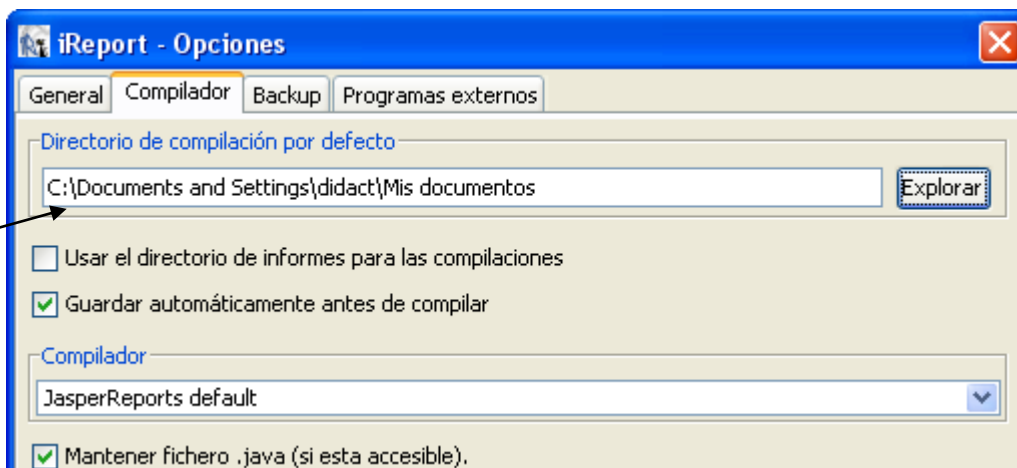 iReport - Opciones
General Compilador Backup Programas externos
Directorio de compilación por defecto
C:\Documents and Settings\didact\Mis documentos Explorar
Usar el directorio de informes para las compilaciones
Guardar automáticamente antes de compilar
Compilador
JasperReports default
Mantener fichero .java (si esta accesible).